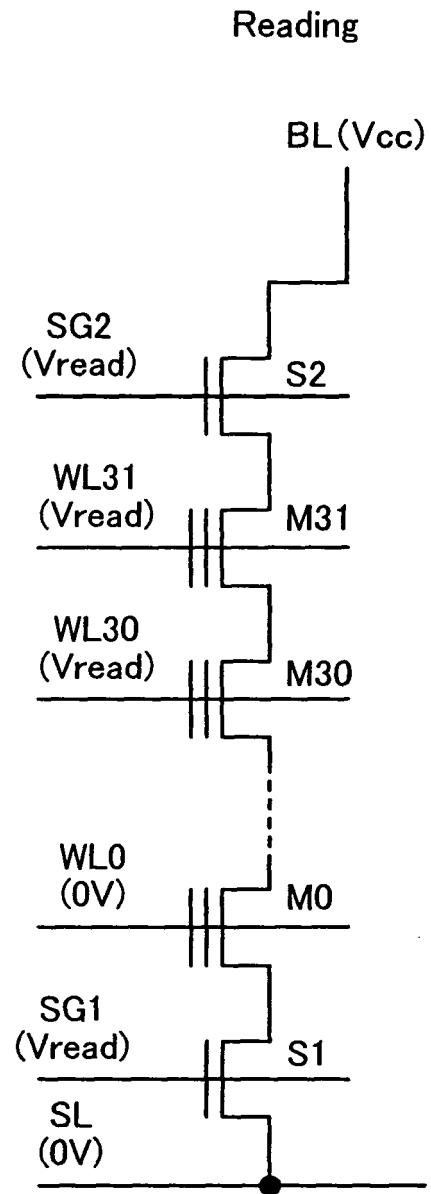 Reading
BL(Vcc)
SG2
(Vread)
S2
WL31
(Vread)
M31
WL30
(Vread)
M30
WL0
(0V)
M0
SG1
(Vread)
S1
SL
(0V)